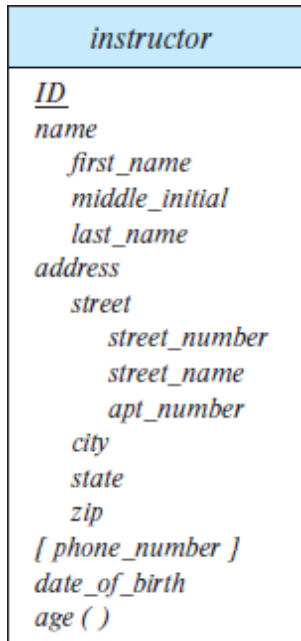 instructor
ID
name
first_name
middle_initial
last_name
address
street
street_number
street_name
apt_number
city
state
zip
{ phone_number }
date_of_birth
age ( )